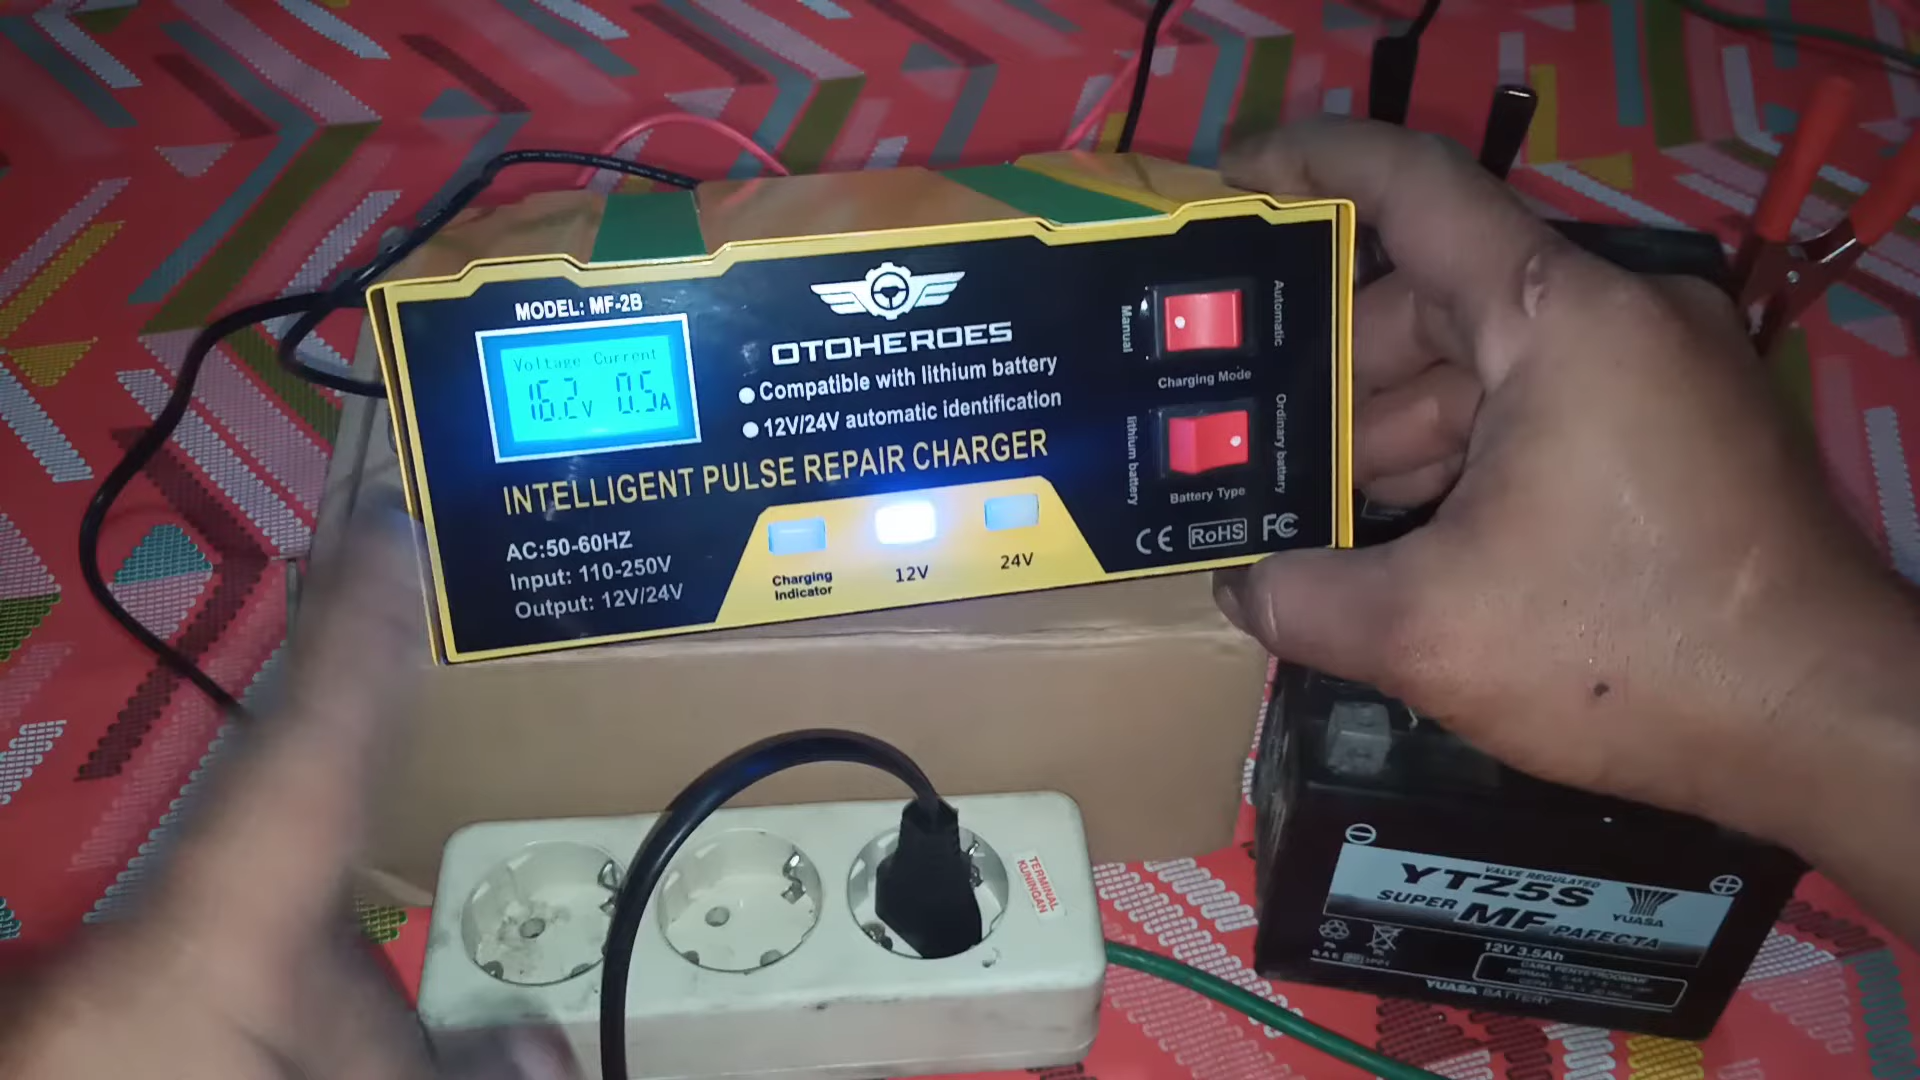 MODEL: MF-2B
Voltage Current
16.2V 0.5A
OTOHEROES
Compatible with lithium battery
12V/24V automatic identification
INTELLIGENT PULSE REPAIR CHARGER
AC:50-60HZ
Input: 110-250V
Output: 12V/24V
Charging
Indicator
12V
24V
Manual
Automatic
Charging Mode
lithium battery
Ordinary battery
Battery Type
CE RoHS FC
TERMINAL
KUNINGAN
VALVE REGULATED
YTZ5S
SUPER MF PAFECTA
YUASA
Pb
12V 3.5Ah
CARA PENYETROOMAN
YUASA BATTERY